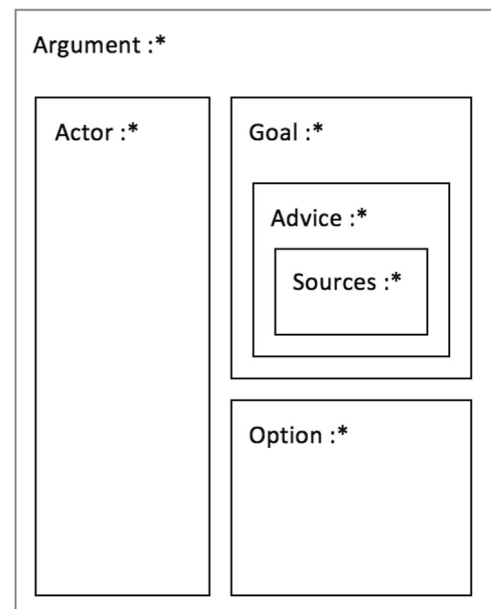 Argument :*
Actor :*
Goal :*
Advice :*
Sources :*
Option :*